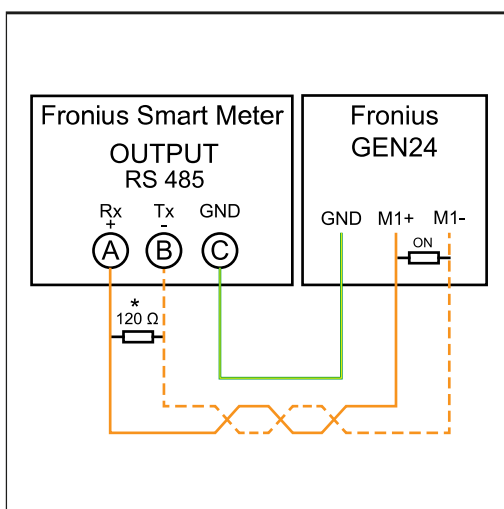 Fronius Smart Meter
OUTPUT
RS 485
Rx Tx GND
+ -
A B C
*
120 Ω
Fronius
GEN24
GND M1+ M1-
ON